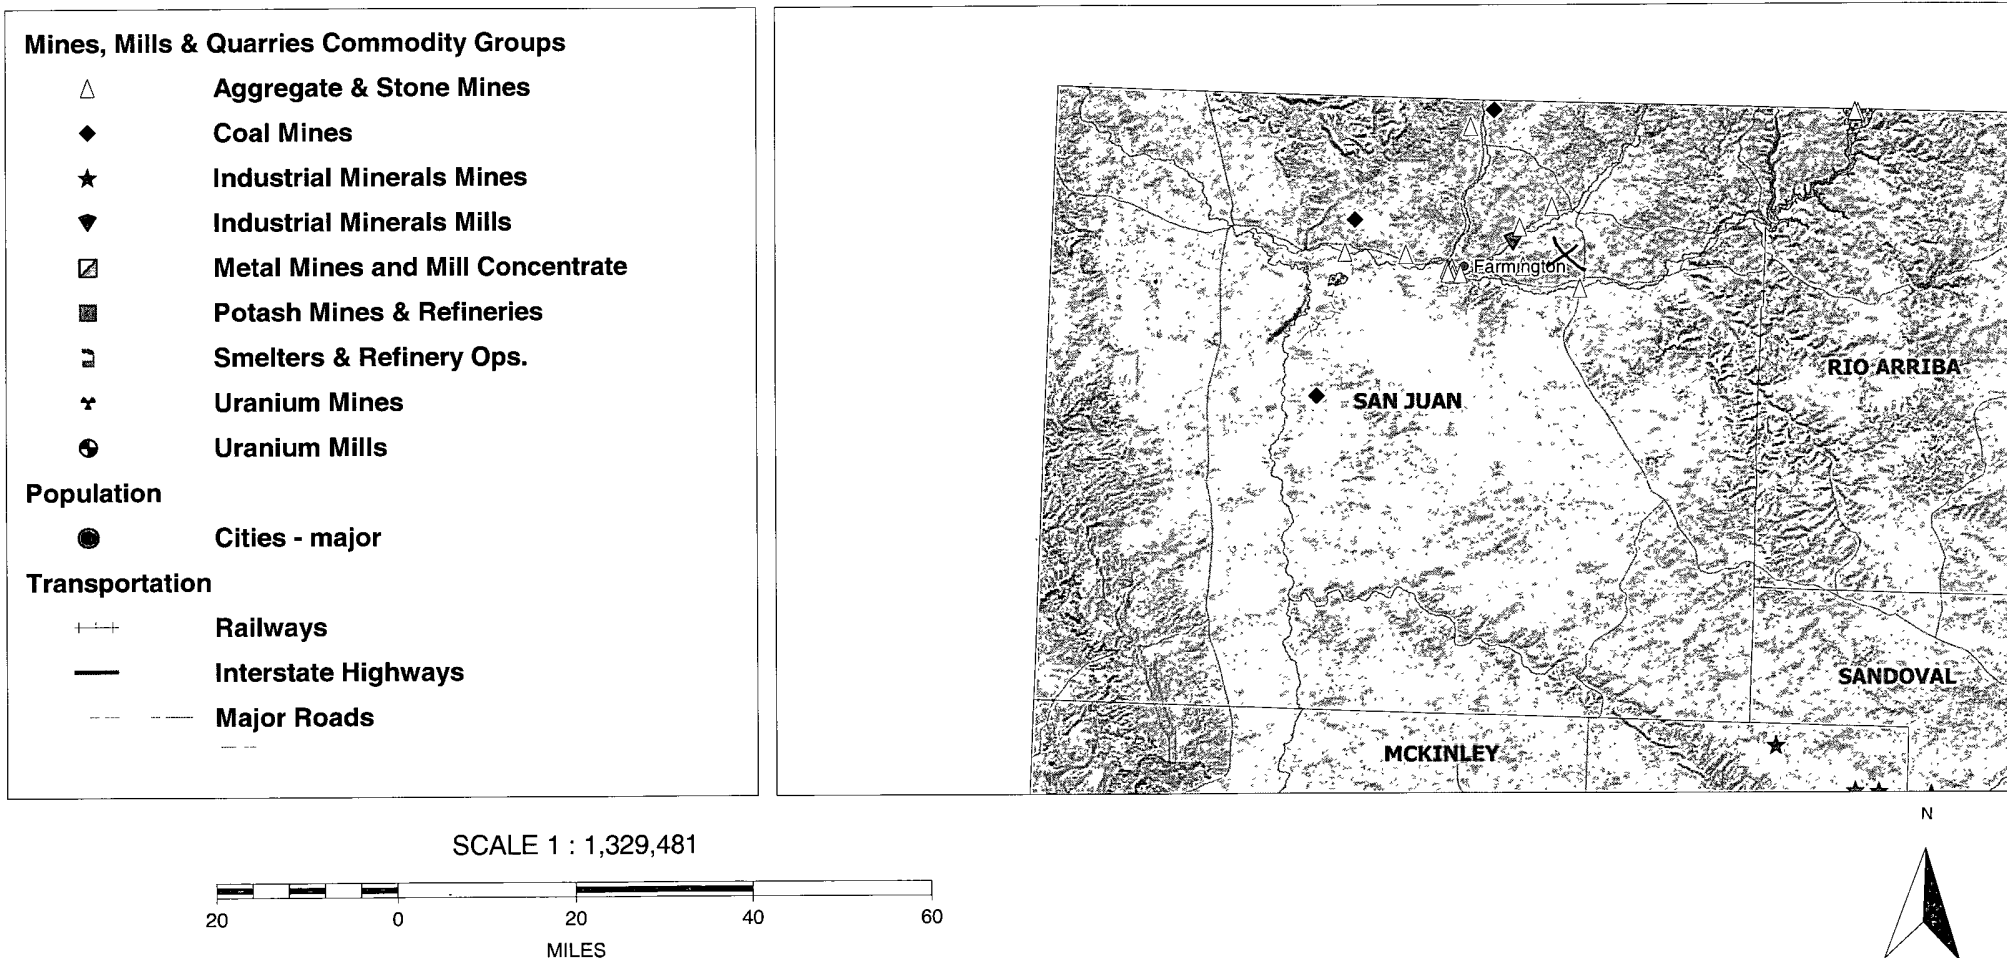 Mines, Mills & Quarries Commodity Groups
Aggregate & Stone Mines
Coal Mines
Industrial Minerals Mines
Industrial Minerals Mills
Metal Mines and Mill Concentrate
Potash Mines & Refineries
Smelters & Refinery Ops.
Uranium Mines
Uranium Mills
Population
Cities - major
Transportation
Railways
Interstate Highways
Major Roads
Farmington
RIO ARRIBA
SAN JUAN
SANDOVAL
MCKINLEY
N
SCALE 1 : 1,329,481
20 0 20 40 60
MILES